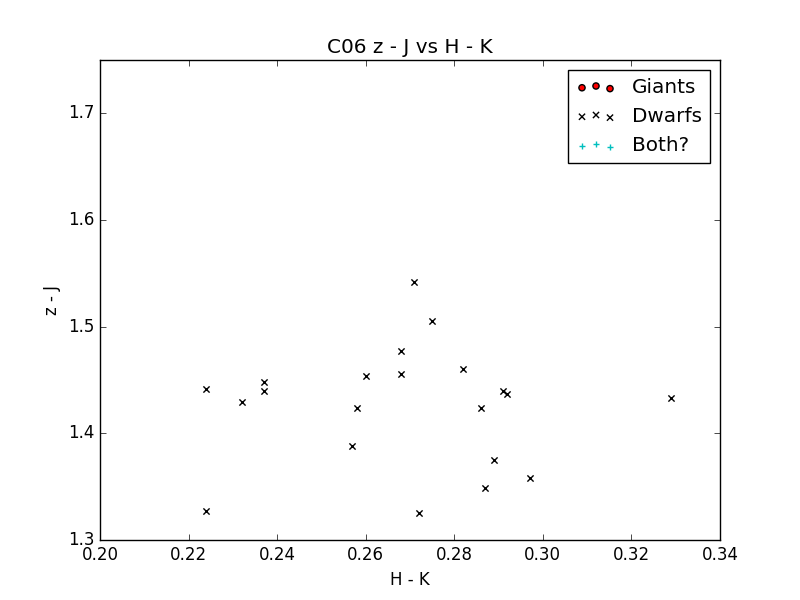 C06 z - J vs H - K
Giants
Dwarfs
Both?
1.7
1.6
1.5
1.4
1.3
z - J
0.20 0.22 0.24 0.26 0.28 0.30 0.32 0.34
H - K